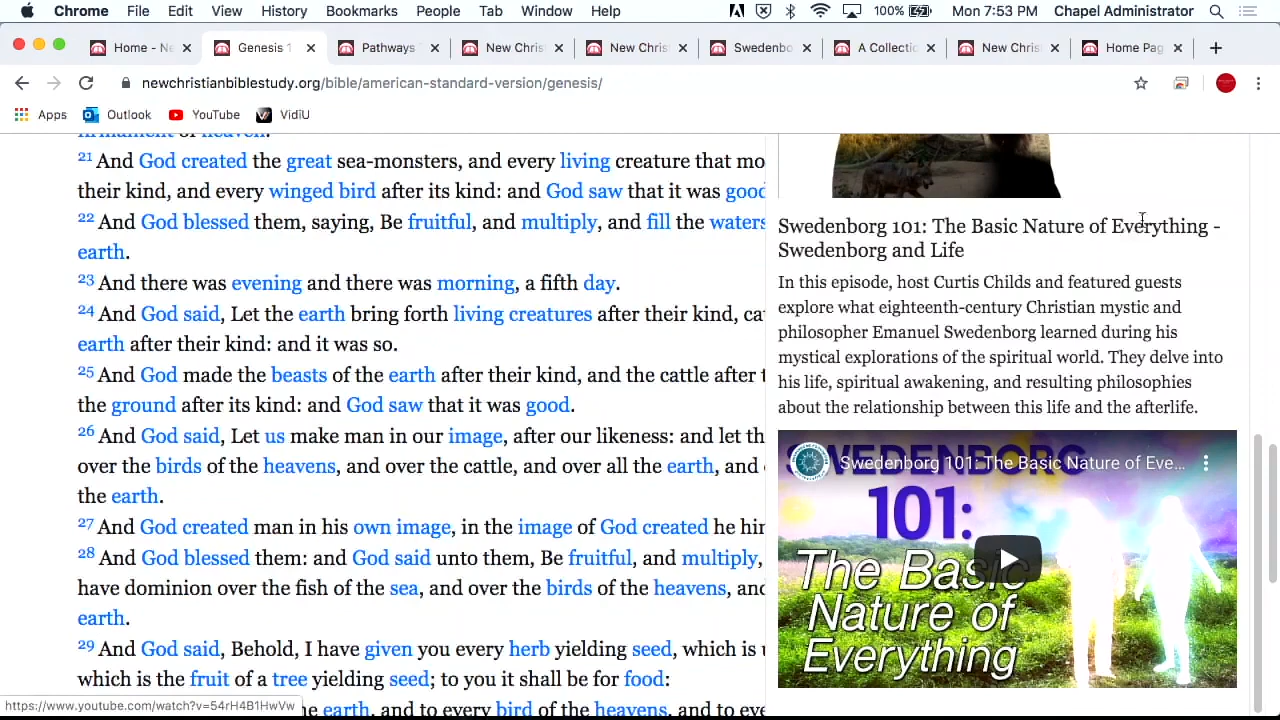 Chrome File Edit View History Bookmarks People Tab Window Help 100% Mon 7:53 PM Chapel Administrator
Home - Ne Genesis 1 Pathways New Chris New Chris Swedenbo A Collectio New Chris Home Pag
newchristianbiblestudy.org/bible/american-standard-version/genesis/
Apps Outlook YouTube VidiU
firmament of heaven.
21 And God created the great sea-monsters, and every living creature that mo
their kind, and every winged bird after its kind: and God saw that it was good
22 And God blessed them, saying, Be fruitful, and multiply, and fill the waters
earth.
23 And there was evening and there was morning, a fifth day.
24 And God said, Let the earth bring forth living creatures after their kind, ca
earth after their kind: and it was so.
25 And God made the beasts of the earth after their kind, and the cattle after t
the ground after its kind: and God saw that it was good.
26 And God said, Let us make man in our image, after our likeness: and let th
over the birds of the heavens, and over the cattle, and over all the earth, and
the earth.
27 And God created man in his own image, in the image of God created he him
28 And God blessed them: and God said unto them, Be fruitful, and multiply,
have dominion over the fish of the sea, and over the birds of the heavens, and
earth.
29 And God said, Behold, I have given you every herb yielding seed, which is u
which is the fruit of a tree yielding seed; to you it shall be for food:
the earth, and to every bird of the heavens, and to eve
https://www.youtube.com/watch?v=54rH4B1HwVw
Swedenborg 101: The Basic Nature of Everything -
Swedenborg and Life
In this episode, host Curtis Childs and featured guests
explore what eighteenth-century Christian mystic and
philosopher Emanuel Swedenborg learned during his
mystical explorations of the spiritual world. They delve into
his life, spiritual awakening, and resulting philosophies
about the relationship between this life and the afterlife.
Swedenborg 101: The Basic Nature of Eve...
SWEDENBORG
101:
The Basic
Nature of
Everything